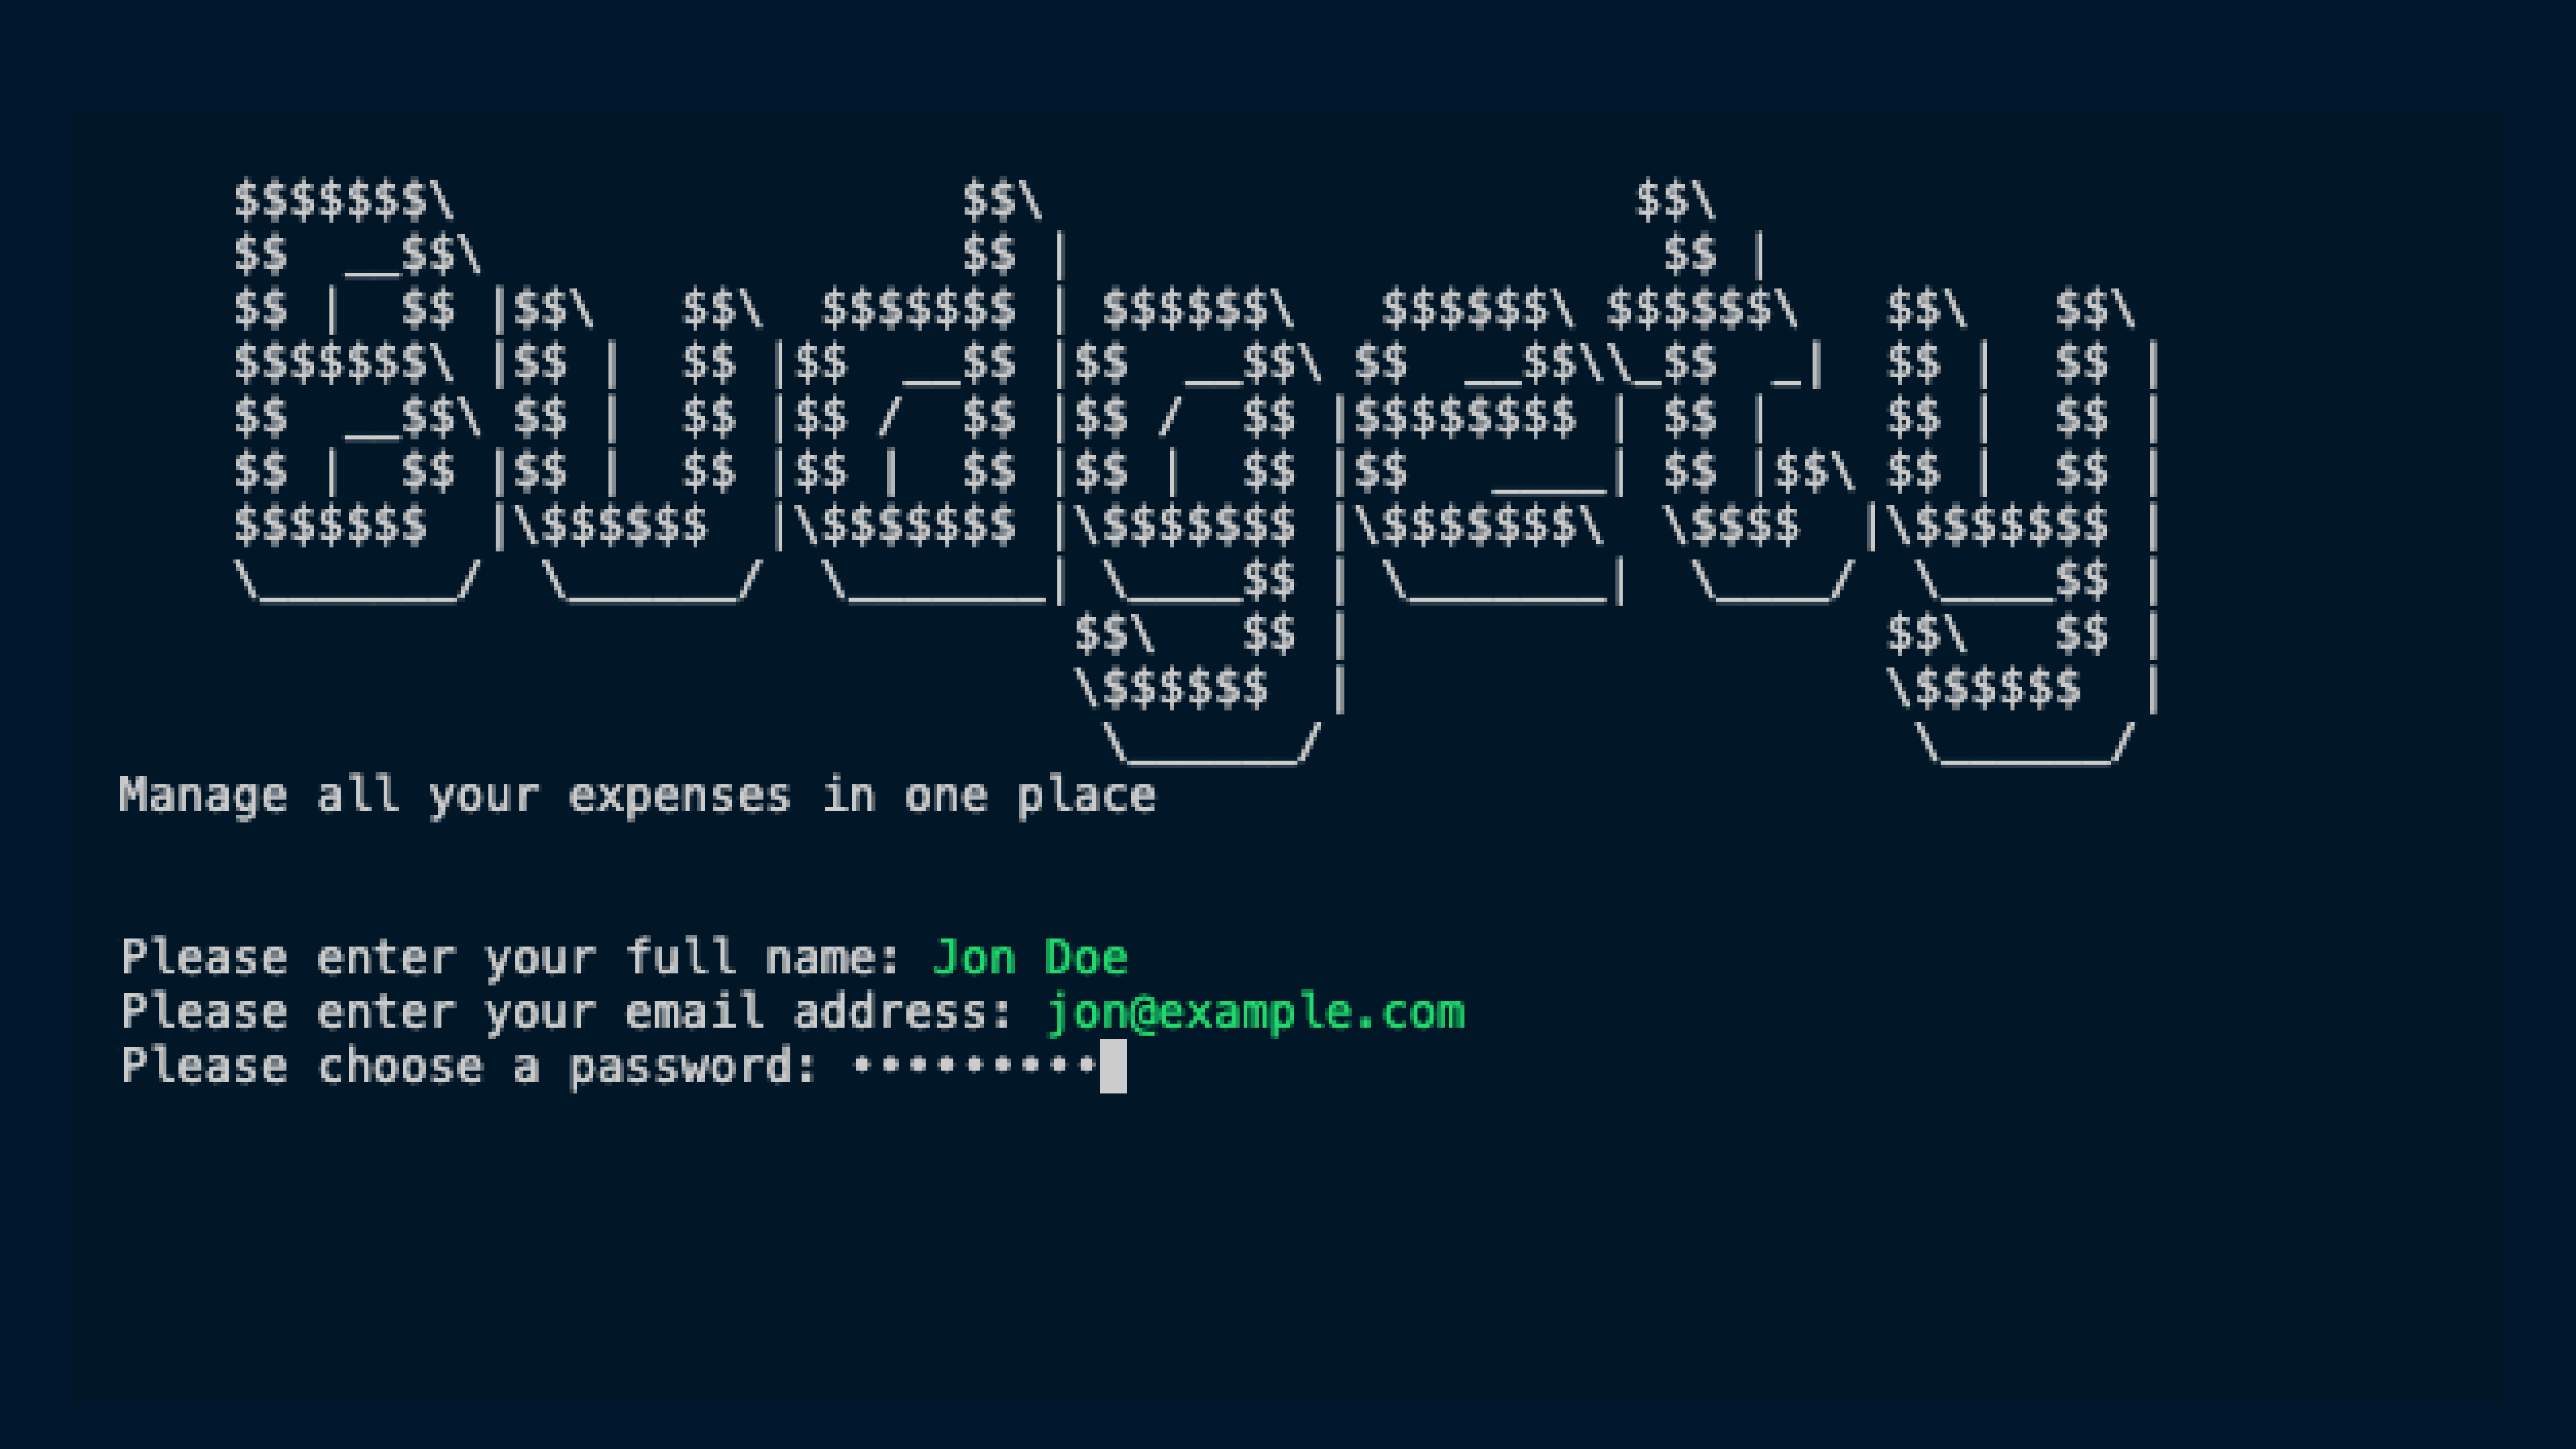 Budgety
Manage all your expenses in one place
Please enter your full name: Jon Doe
Please enter your email address: jon@example.com
Please choose a password: •••••••••